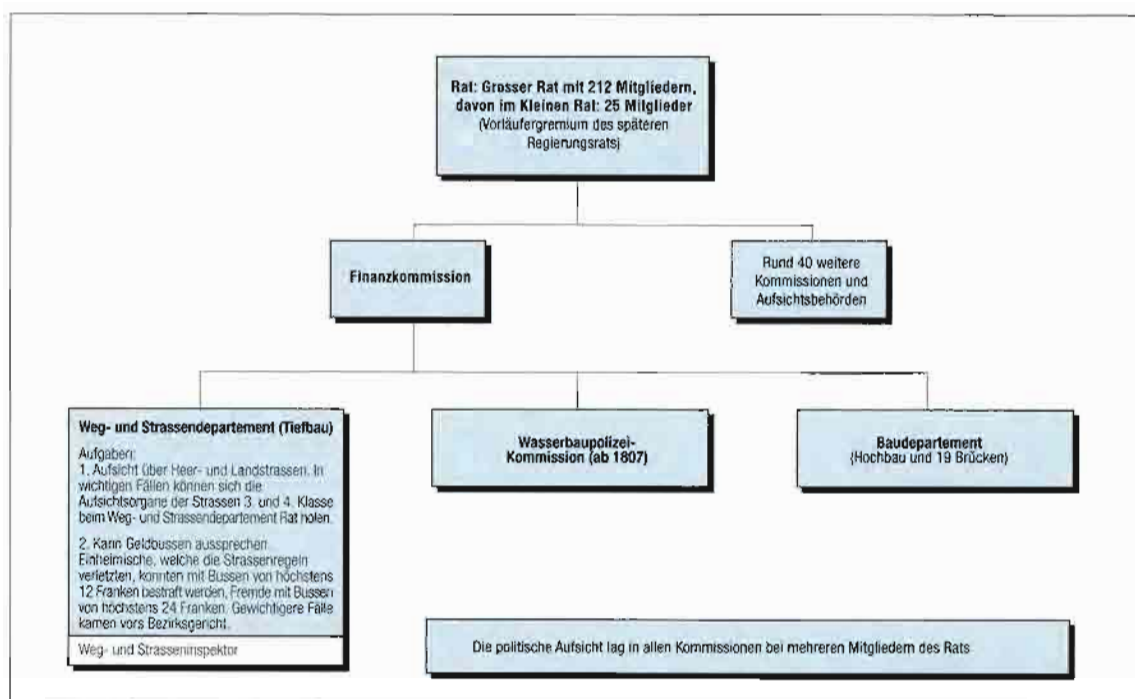 Rat: Grosser Rat mit 212 Mitgliedern,
davon im Kleinen Rat: 25 Mitglieder
(Vorläufergremium des späteren
Regierungsrats)
Finanzkommission
Rund 40 weitere
Kommissionen und
Aufsichtsbehörden
Weg- und Strassendepartement (Tiefbau)
Aufgaben:
1. Aufsicht über Heer- und Landstrassen. In
wichtigen Fällen können sich die
Aufsichtsorgane der Strassen 3. und 4. Klasse
beim Weg- und Strassendepartement Rat holen.
2. Kann Geldbussen aussprechen.
Einheimische, welche die Strassenregeln
verletzten, konnten mit Bussen von höchstens
12 Franken bestraft werden, Fremde mit Bussen
von höchstens 24 Franken. Gewichtigere Fälle
kamen vors Bezirksgericht.
Weg- und Strasseninspektor
Wasserbaupolizei-
Kommission (ab 1807)
Baudepartement
(Hochbau und 19 Brücken)
Die politische Aufsicht lag in allen Kommissionen bei mehreren Mitgliedern des Rats